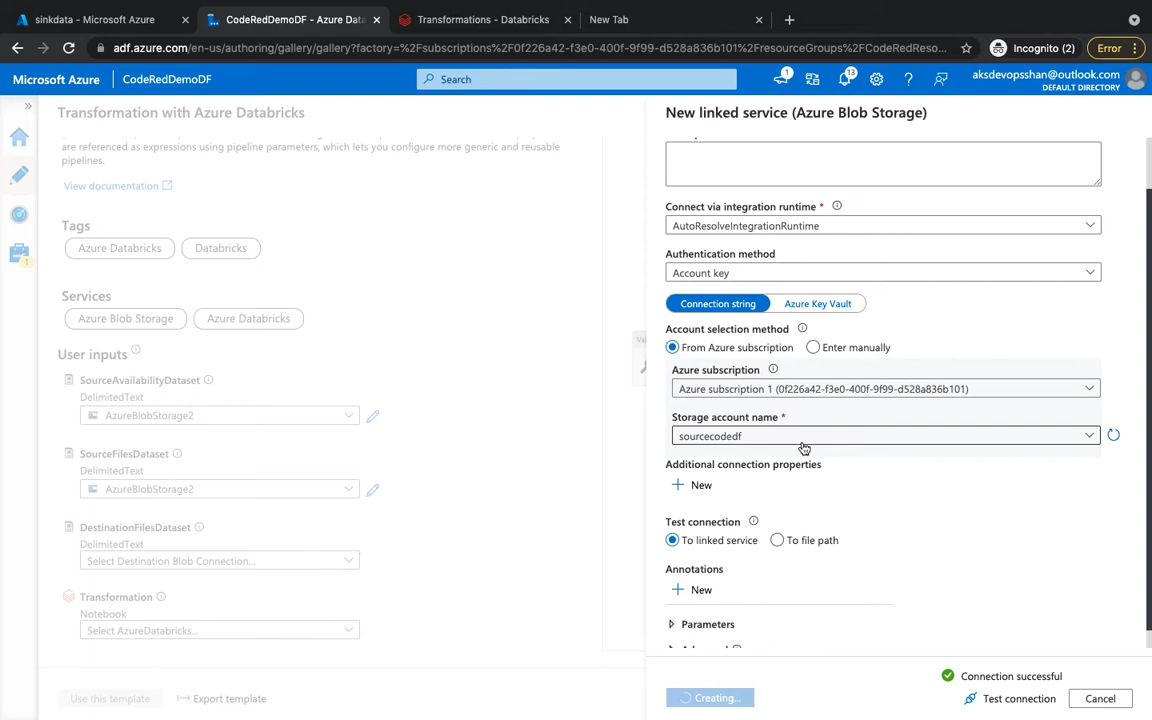 sinkdata - Microsoft Azure
CodeRedDemoDF - Azure Data
Transformations - Databricks
New Tab
adf.azure.com/en-us/authoring/gallery/gallery?factory=%2Fsubscriptions%2F0f226a42-f3e0-400f-9f99-d528a836b101%2FresourceGroups%2FCodeRedReso...
Incognito (2)
Error
Microsoft Azure
CodeRedDemoDF
Search
1
13
aksdevopsshan@outlook.com
DEFAULT DIRECTORY
Transformation with Azure Databricks
are referenced as expressions using pipeline parameters, which lets you configure more generic and reusable
pipelines.
View documentation
Tags
Azure Databricks
Databricks
Services
Azure Blob Storage
Azure Databricks
User inputs
SourceAvailabilityDataset
DelimitedText
AzureBlobStorage2
SourceFilesDataset
DelimitedText
AzureBlobStorage2
DestinationFilesDataset
DelimitedText
Select Destination Blob Connection...
Transformation
Notebook
Select AzureDatabricks...
Use this template
Export template
New linked service (Azure Blob Storage)
Connect via integration runtime *
AutoResolveIntegrationRuntime
Authentication method
Account key
Connection string
Azure Key Vault
Account selection method
From Azure subscription
Enter manually
Azure subscription
Azure subscription 1 (0f226a42-f3e0-400f-9f99-d528a836b101)
Storage account name *
sourcecodedf
Additional connection properties
New
Test connection
To linked service
To file path
Annotations
New
Parameters
Connection successful
Creating...
Test connection
Cancel